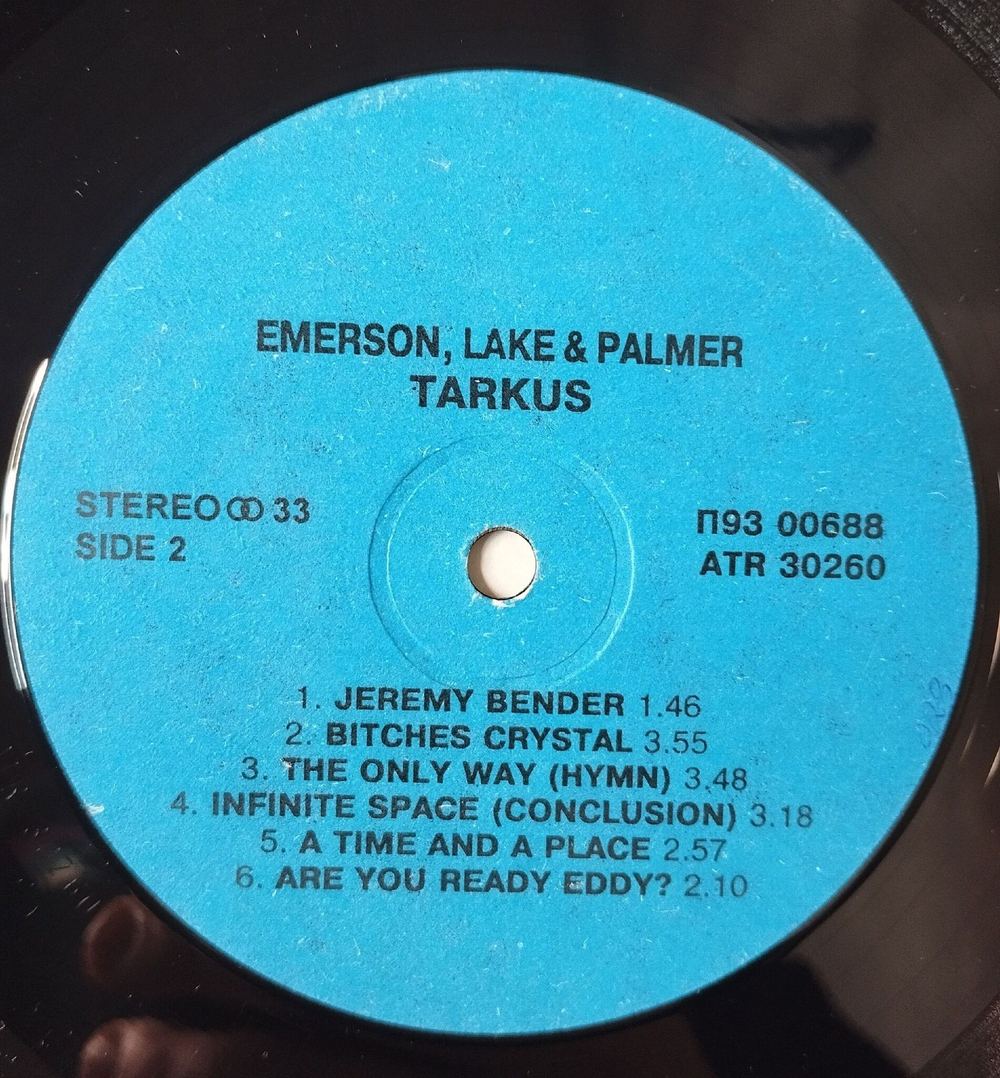 EMERSON, LAKE & PALMER
TARKUS
STEREO 33
SIDE 2
П93 00688
ATR 30260
1. JEREMY BENDER 1.46
2. BITCHES CRYSTAL 3.55
3. THE ONLY WAY (HYMN) 3.48
4. INFINITE SPACE (CONCLUSION) 3.18
5. A TIME AND A PLACE 2.57
6. ARE YOU READY EDDY? 2.10